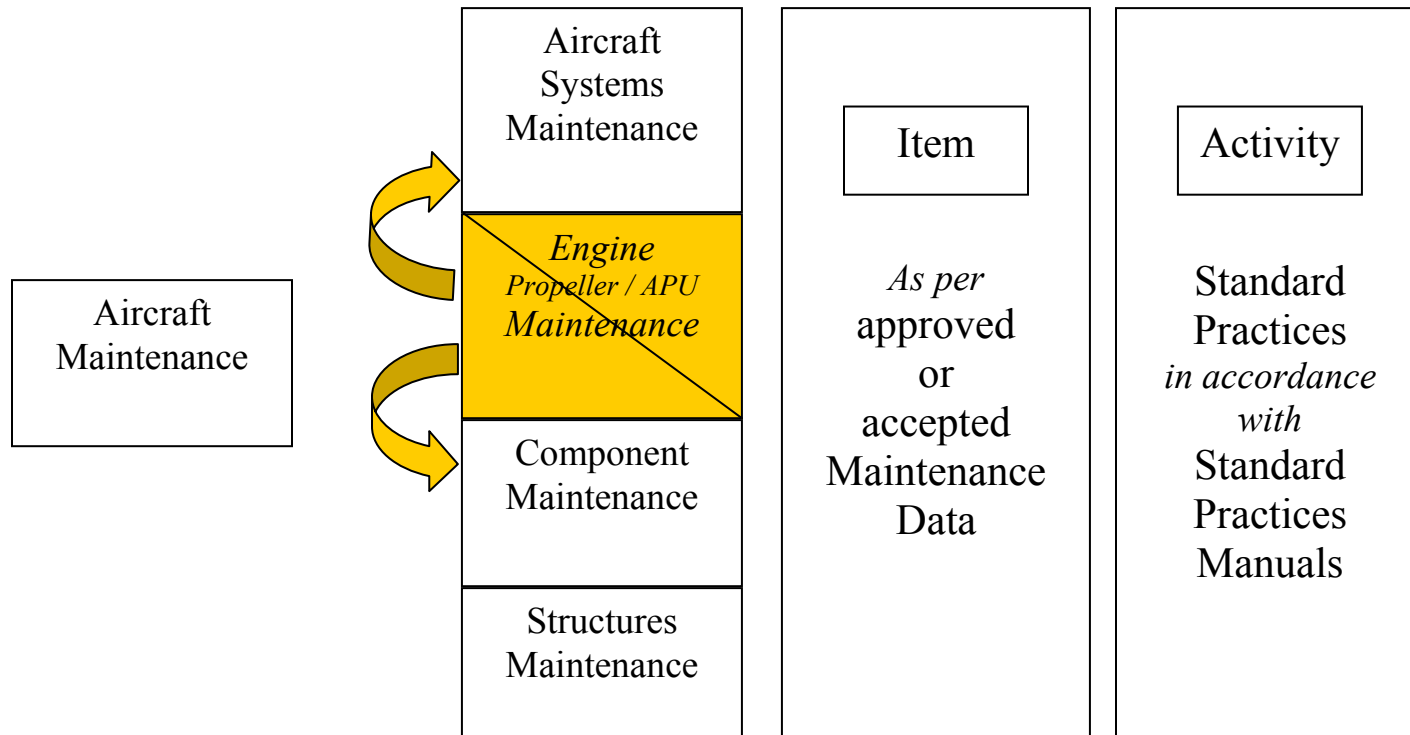 Aircraft
Maintenance
Aircraft
Systems
Maintenance
Engine
Propeller / APU
Maintenance
Component
Maintenance
Structures
Maintenance
Item
As per
approved
or
accepted
Maintenance
Data
Activity
Standard
Practices
in accordance
with
Standard
Practices
Manuals